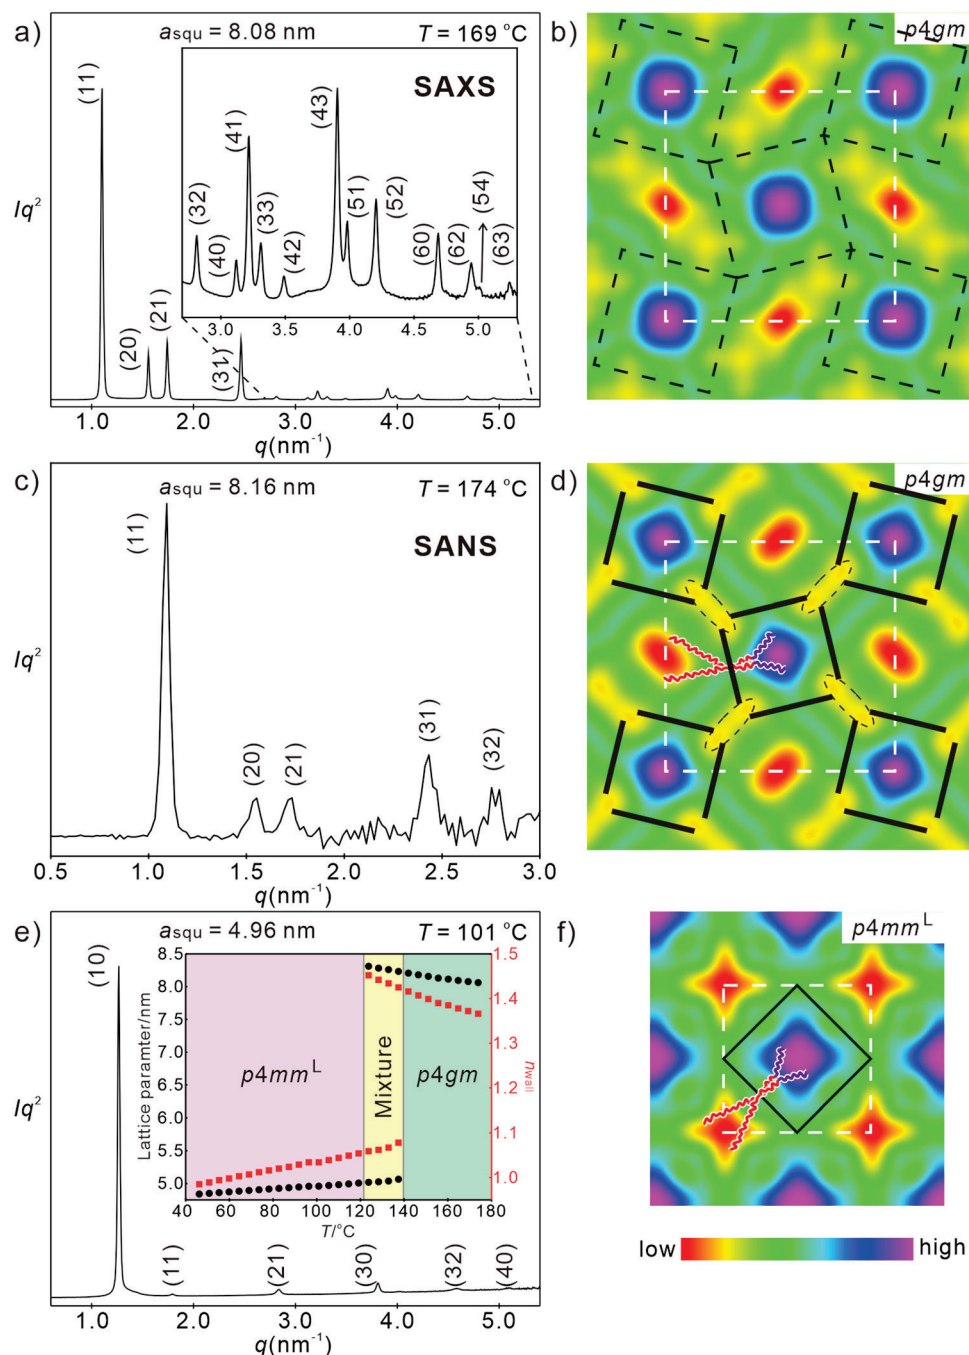 a)
a squ = 8.08 nm
T = 169 °C
SAXS
(11)
(20)
(21)
(31)
(32)
(40)
(41)
(33)
(42)
(43)
(51)
(52)
(60)
(62)
(54)
(63)
3.0 3.5 4.0 4.5 5.0
Iq²
1.0 2.0 3.0 4.0 5.0
q(nm⁻¹)
b)
p4gm
c)
a squ = 8.16 nm
T = 174 °C
SANS
(11)
(20)
(21)
(31)
(32)
Iq²
0.5 1.0 1.5 2.0 2.5 3.0
q(nm⁻¹)
d)
p4gm
e)
a squ = 4.96 nm
T = 101 °C
(10)
(11)
(21)
(30)
(32)
(40)
Lattice paramter/nm
8.5
8.0
7.5
7.0
6.5
6.0
5.5
5.0
p4mm^L
Mixture
p4gm
1.5
1.4
1.3
1.2
1.1
1.0
n wall
40 60 80 100 120 140 160 180
T/°C
Iq²
1.0 2.0 3.0 4.0 5.0
q(nm⁻¹)
f)
p4mm^L
low
high